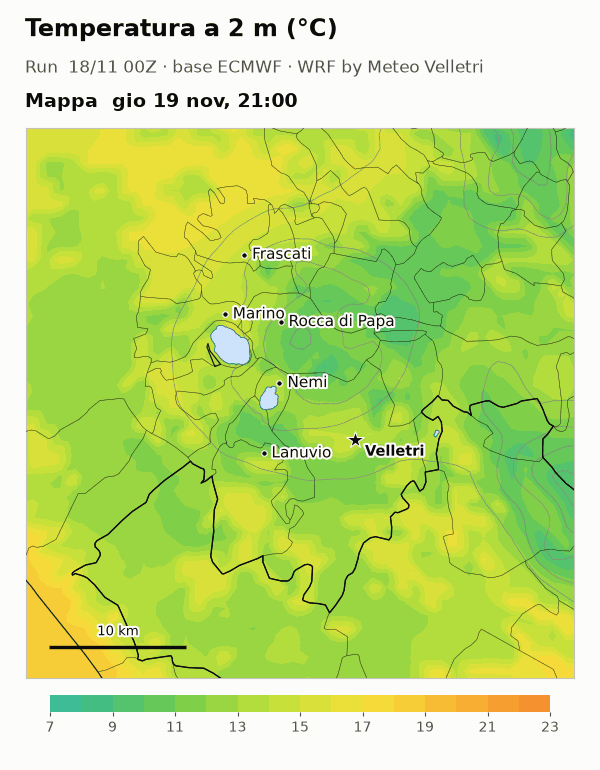 Temperatura a 2 m (°C)
Run  18/11 00Z · base ECMWF · WRF by Meteo Velletri
Mappa  gio 19 nov, 21:00
Frascati
Marino
Rocca di Papa
Nemi
Velletri
Lanuvio
10 km
7 9 11 13 15 17 19 21 23